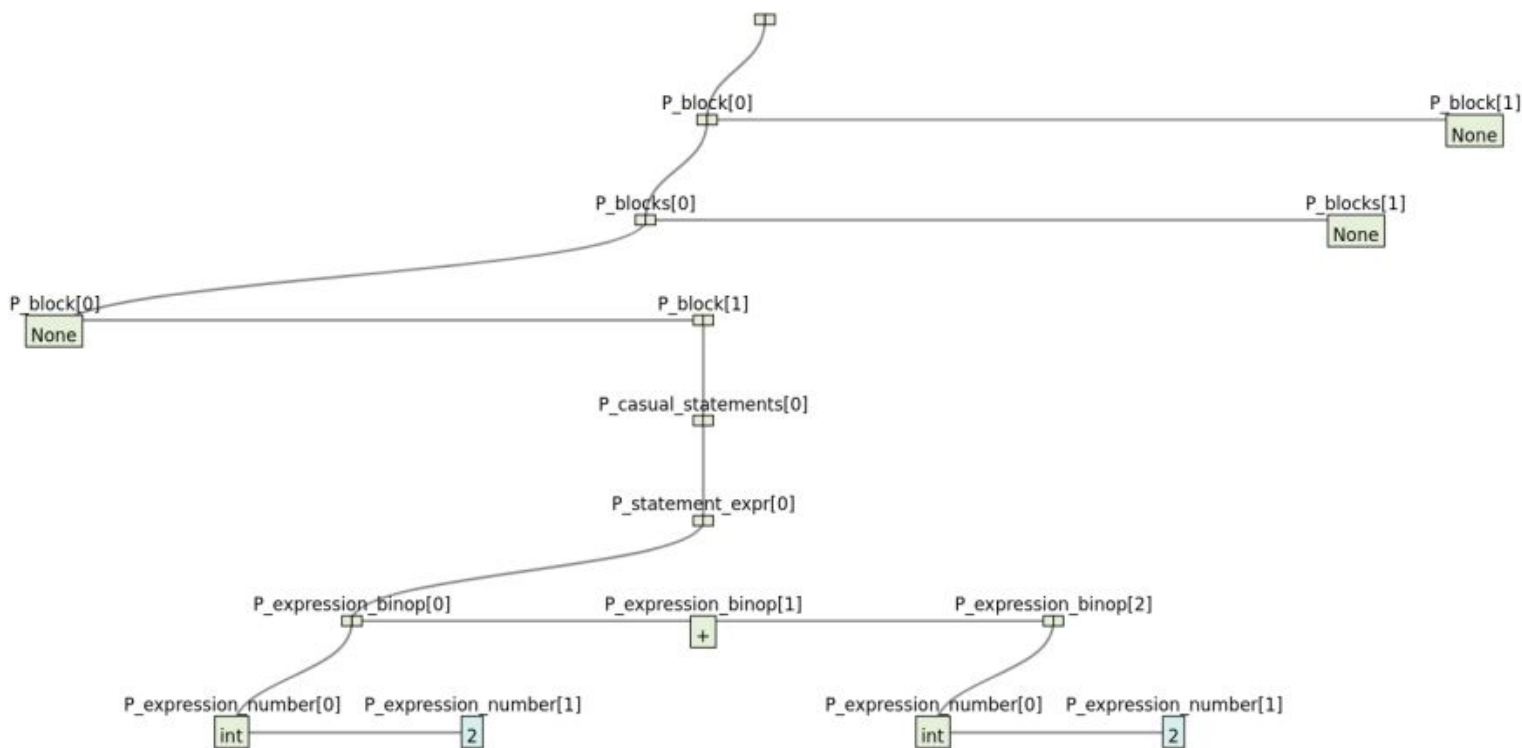 P_block[0] P_block[1]
None
P_blocks[0] P_blocks[1]
None
P_block[0] P_block[1]
None
P_casual_statements[0]
P_statement_expr[0]
P_expression_binop[0] P_expression_binop[1] P_expression_binop[2]
+
P_expression_number[0] P_expression_number[1] P_expression_number[0] P_expression_number[1]
int 2 int 2